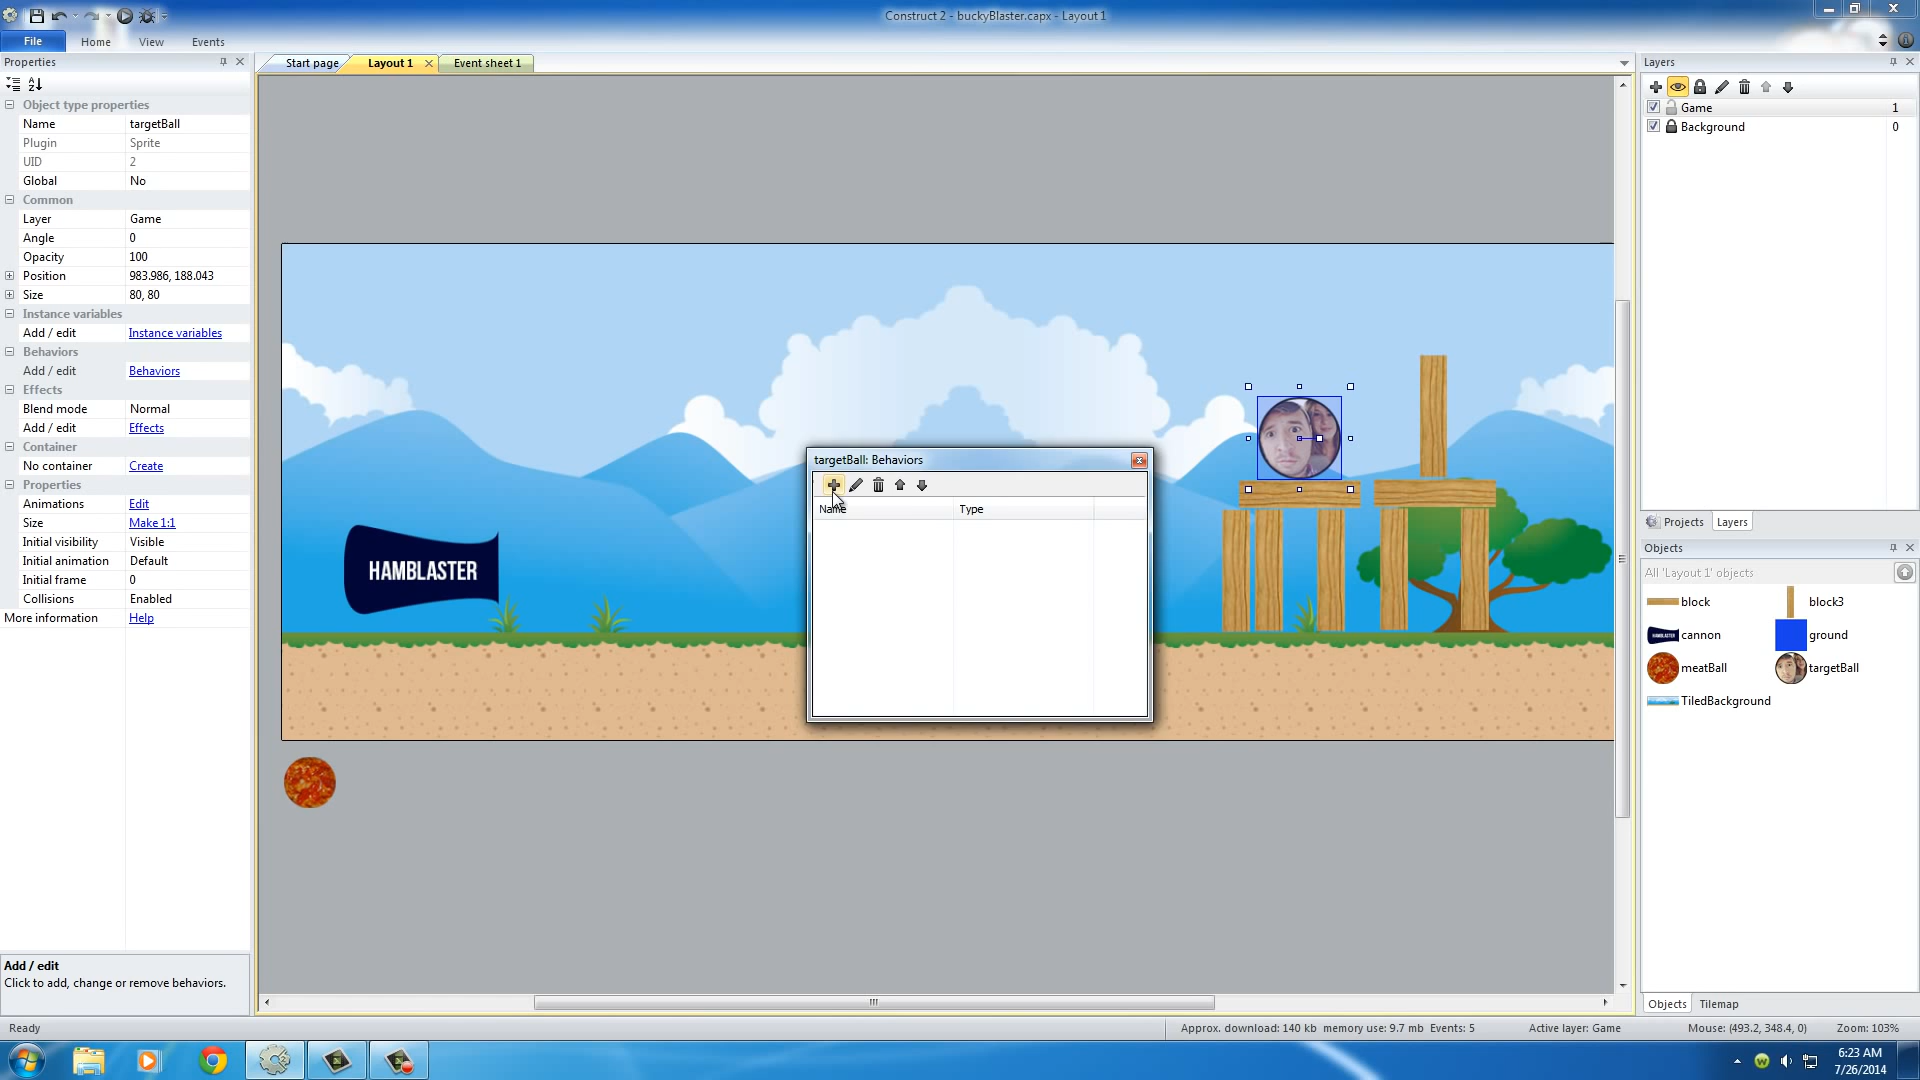 Construct 2 - buckyBlaster.capx - Layout 1
File
Home
View
Events
Properties
Object type properties
Name targetBall
Plugin Sprite
UID 2
Global No
Common
Layer Game
Angle 0
Opacity 100
Position 983.986, 188.043
Size 80, 80
Instance variables
Add / edit Instance variables
Behaviors
Add / edit Behaviors
Effects
Blend mode Normal
Add / edit Effects
Container
No container Create
Properties
Animations Edit
Size Make 1:1
Initial visibility Visible
Initial animation Default
Initial frame 0
Collisions Enabled
More information Help
Add / edit
Click to add, change or remove behaviors.
Start page
Layout 1
Event sheet 1
HAMBLASTER
targetBall: Behaviors
Name Type
Layers
Game 1
Background 0
Projects
Layers
Objects
All 'Layout 1' objects
block
block3
cannon
ground
meatBall
targetBall
TiledBackground
Objects
Tilemap
Ready
Approx. download: 140 kb memory use: 9.7 mb Events: 5
Active layer: Game
Mouse: (493.2, 348.4, 0)
Zoom: 103%
6:23 AM
7/26/2014